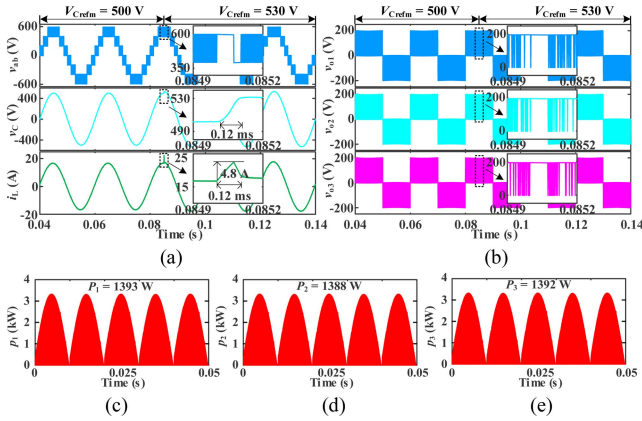 V_Crefm = 500 V V_Crefm = 530 V
(a)
v_ab (V)
600
0
-600
600
350
0.0849 0.0852
v_C (V)
400
0
-400
530
490
0.12 ms
0.0849 0.0852
i_L (A)
20
0
-20
25
15
4.8 A
0.12 ms
0.0849 0.0852
0.04 0.06 0.08 0.1 0.12 0.14
Time (s)
(a)
V_Crefm = 500 V V_Crefm = 530 V
(b)
v_o1 (V)
200
0
-200
200
0
0.0849 0.0852
v_o2 (V)
200
0
-200
200
0
0.0849 0.0852
v_o3 (V)
200
0
-200
200
0
0.0849 0.0852
0.04 0.06 0.08 0.1 0.12 0.14
Time (s)
(b)
P_1 = 1393 W
p_1 (kW)
4
3
2
1
0
0 0.025 0.05
Time (s)
(c)
P_2 = 1388 W
p_2 (kW)
4
3
2
1
0
0 0.025 0.05
Time (s)
(d)
P_3 = 1392 W
p_3 (kW)
4
3
2
1
0
0 0.025 0.05
Time (s)
(e)